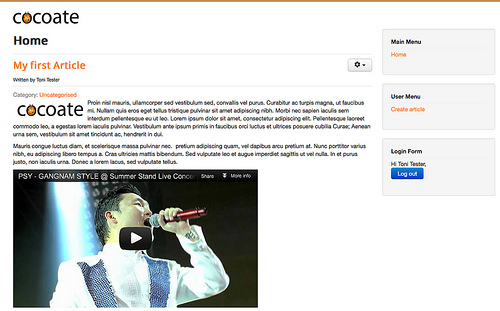 cocoate
Home
My first Article
Written by Toni Tester
Category: Uncategorised
cocoate
Proin nisl mauris, ullamcorper sed vestibulum sed, convallis vel purus. Curabitur ac turpis magna, ut faucibus
mi. Nullam quis eros eget tellus tristique pulvinar sit amet adipiscing nibh. Morbi nec sapien iaculis sem
interdum pellentesque eu ut leo. Lorem ipsum dolor sit amet, consectetur adipiscing elit. Pellentesque laoreet
commodo leo, a egestas lorem iaculis pulvinar. Vestibulum ante ipsum primis in faucibus orci luctus et ultrices posuere cubilia Curae; Aenean
urna sem, vestibulum sit amet tincidunt ac, hendrerit in dui.
Mauris congue luctus diam, et scelerisque massa pulvinar nec. pretium adipiscing quam, vel dapibus arcu pretium at. Nunc porttitor varius
nibh, eu adipiscing libero tempus a. Cras ultricies mattis bibendum. Sed vulputate leo et augue imperdiet sagittis ut vel nulla. In et purus
justo, non iaculis urna. Donec a lorem lacus, sed vulputate tellus.
PSY - GANGNAM STYLE @ Summer Stand Live Conce
Share
More info
Main Menu
Home
User Menu
Create article
Login Form
Hi Toni Tester,
Log out